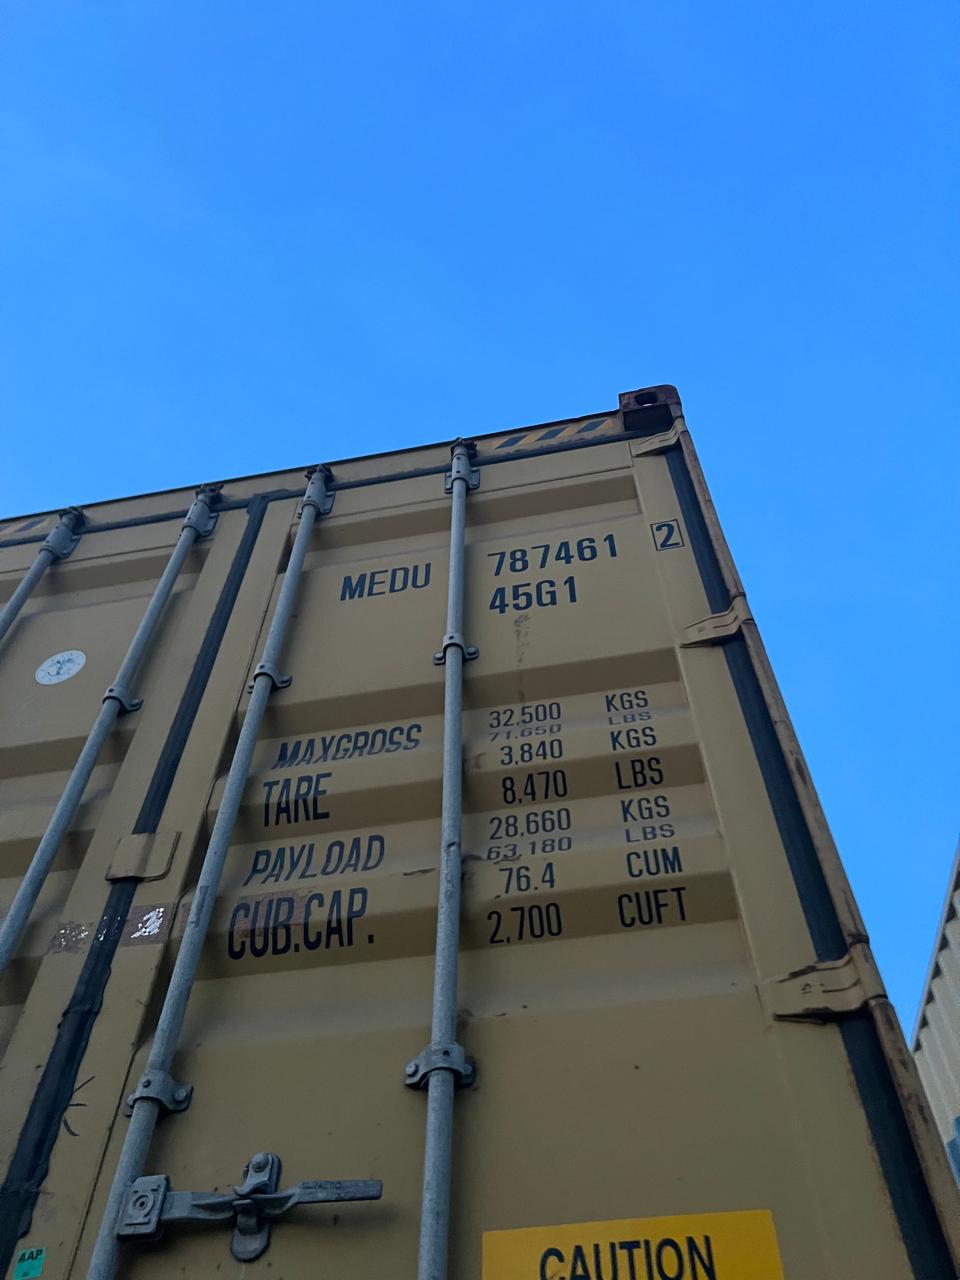 MEDU 787461 2
45G1
MAXGROSS 32,500 KGS
71,650 LBS
TARE 3,840 KGS
8,470 LBS
PAYLOAD 28,660 KGS
63,180 LBS
CUB.CAP. 76.4 CUM
2,700 CUFT
CAUTION
AAP